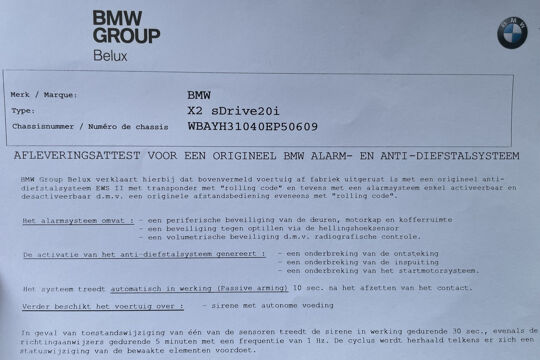 BMW
GROUP
Belux
BMW
Merk / Marque: BMW
Type: X2 sDrive20i
Chassisnummer / Numéro de chassis WBAYH31040EP50609
AFLEVERINGSATTEST VOOR EEN ORIGINEEL BMW ALARM- EN ANTI-DIEFSTALSYSTEEM
BMW Group Belux verklaart hierbij dat bovenvermeld voertuig af fabriek uitgerust is met een origineel anti-
diefstalsysteem EWS II met transponder met "rolling code" en tevens met een alarmsysteem enkel activeerbaar en
desactiveerbaar d.m.v. een originele afstandsbediening eveneens met "rolling code".
Het alarmsysteem omvat : - een periferische beveiliging van de deuren, motorkap en kofferruimte
- een beveiliging tegen optillen via de hellingshoeksensor
- een volumetrische beveiliging d.m.v. radiografische controle.
De activatie van het anti-diefstalsysteem genereert : - een onderbreking van de ontsteking
- een onderbreking van de inspuiting
- een onderbreking van het startmotorsysteem.
Het systeem treedt automatisch in werking (Passive arming) 10 sec. na het afzetten van het contact.
Verder beschikt het voertuig over : - sirene met autonome voeding
In geval van toestandswijziging van één van de sensoren treedt de sirene in werking gedurende 30 sec., evenals de
richtingaanwijzers gedurende 5 minuten met een frequentie van 1 Hz. De cyclus wordt herhaald telkens er zich een
statuswijziging van de bewaakte elementen voordoet.